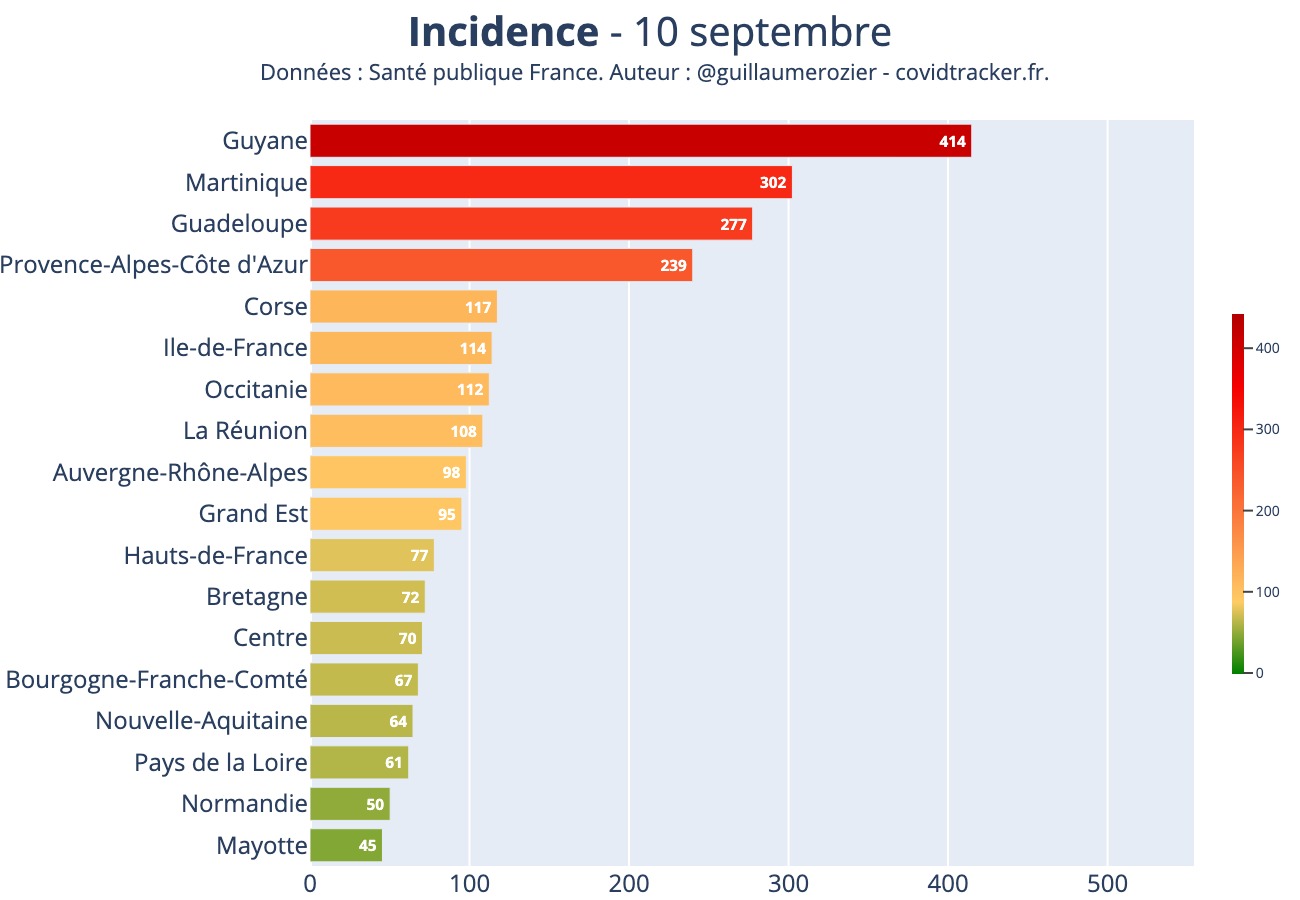 Incidence - 10 septembre
Données : Santé publique France. Auteur : @guillaumerozier - covidtracker.fr.
Guyane 414
Martinique 302
Guadeloupe 277
Provence-Alpes-Côte d'Azur 239
Corse 117
Ile-de-France 114
Occitanie 112
La Réunion 108
Auvergne-Rhône-Alpes 98
Grand Est 95
Hauts-de-France 77
Bretagne 72
Centre 70
Bourgogne-Franche-Comté 67
Nouvelle-Aquitaine 64
Pays de la Loire 61
Normandie 50
Mayotte 45
0 100 200 300 400 500
400
300
200
100
0